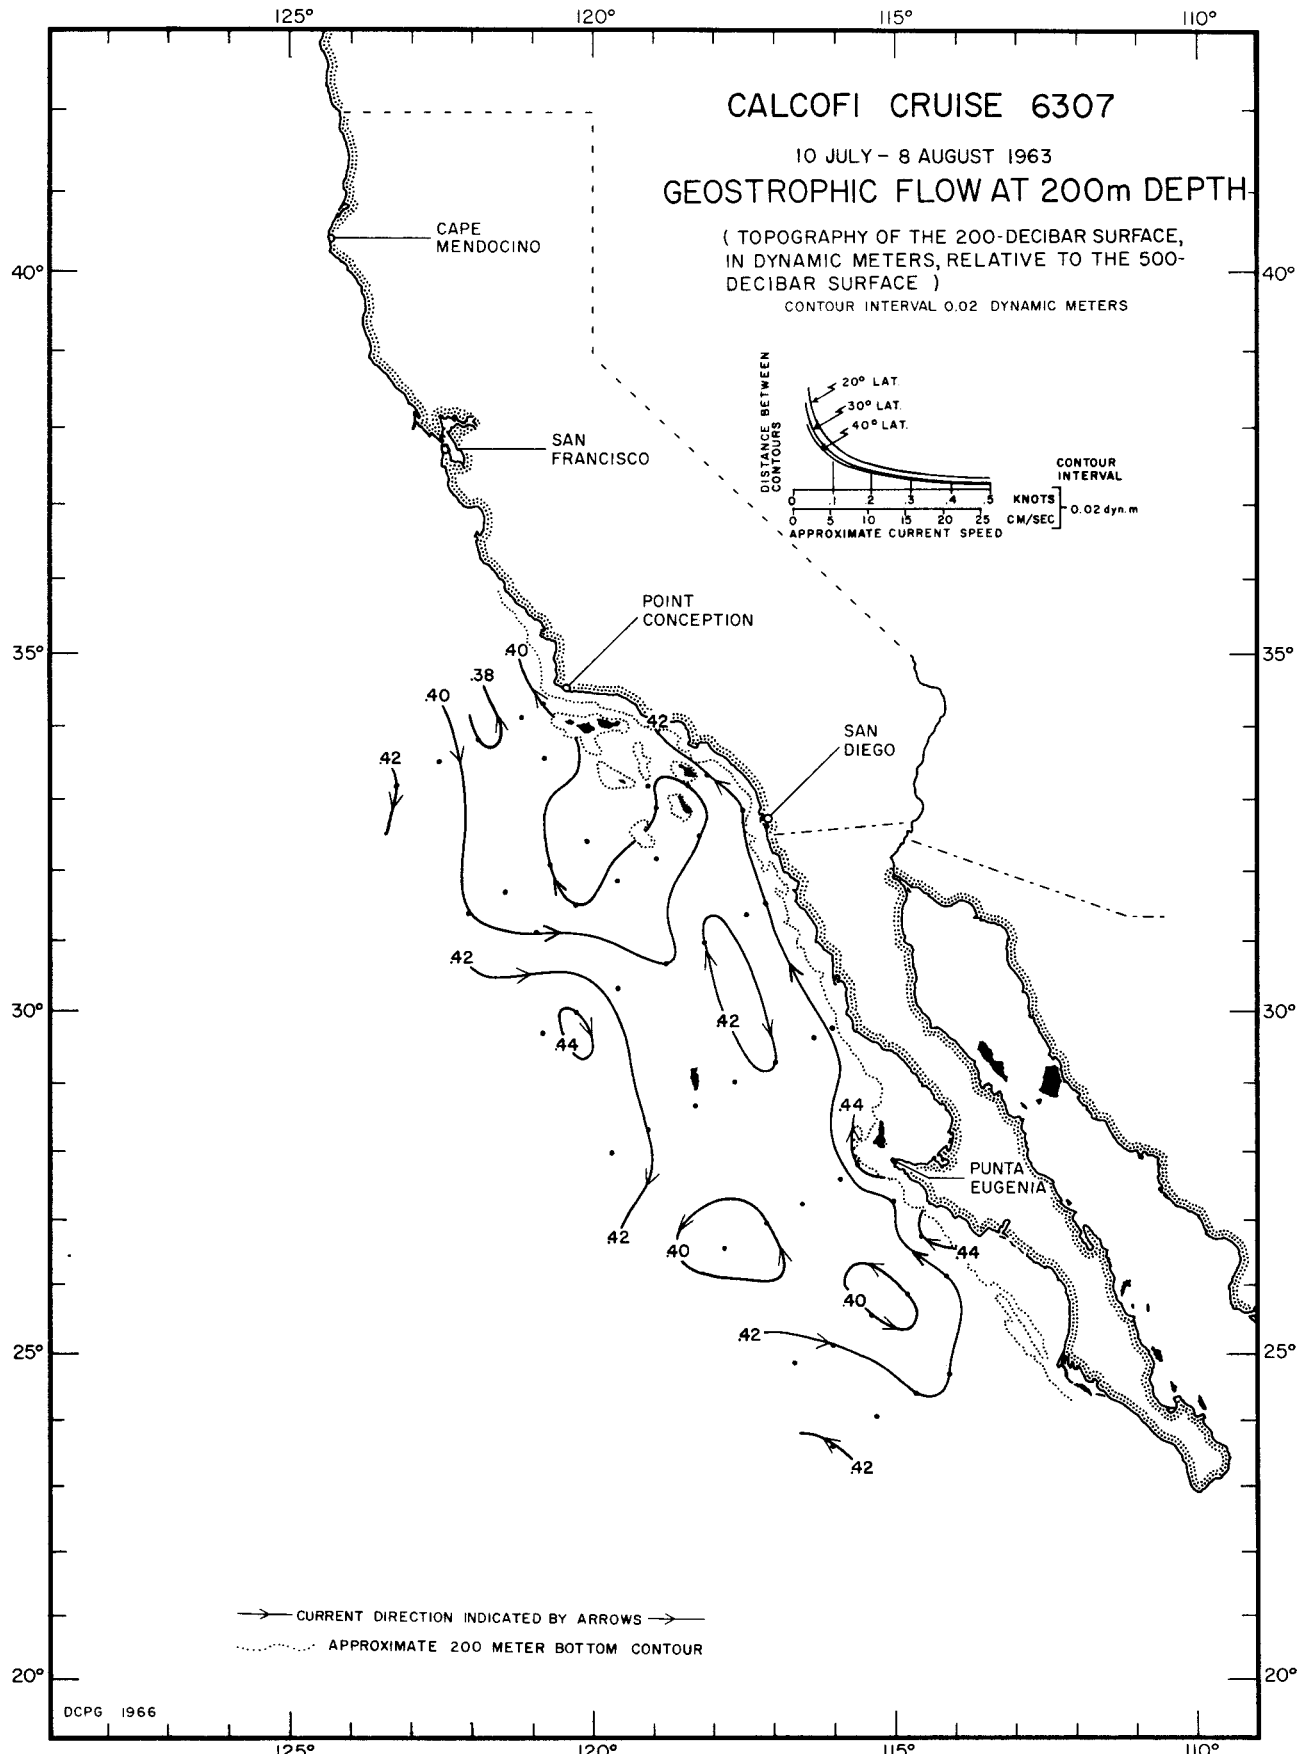 125°
120°
115°
110°
CALCOFI CRUISE 6307
10 JULY – 8 AUGUST 1963
GEOSTROPHIC FLOW AT 200m DEPTH
( TOPOGRAPHY OF THE 200-DECIBAR SURFACE,
IN DYNAMIC METERS, RELATIVE TO THE 500-
DECIBAR SURFACE )
CONTOUR INTERVAL 0.02 DYNAMIC METERS
CAPE
MENDOCINO
40°
40°
DISTANCE BETWEEN
CONTOURS
20° LAT.
30° LAT.
40° LAT.
CONTOUR
INTERVAL
0 .1 .2 .3 .4 .5 KNOTS
0 5 10 15 20 25 CM/SEC
0.02 dyn.m
APPROXIMATE CURRENT SPEED
SAN
FRANCISCO
POINT
CONCEPTION
35°
35°
.40
.38
.40
.42
.42
SAN
DIEGO
.42
30°
30°
.42
.44
.44
PUNTA
EUGENIA
.42
.40
.44
.40
.42
25°
25°
.42
CURRENT DIRECTION INDICATED BY ARROWS
APPROXIMATE 200 METER BOTTOM CONTOUR
20°
20°
DCPG 1966
125°
120°
115°
110°